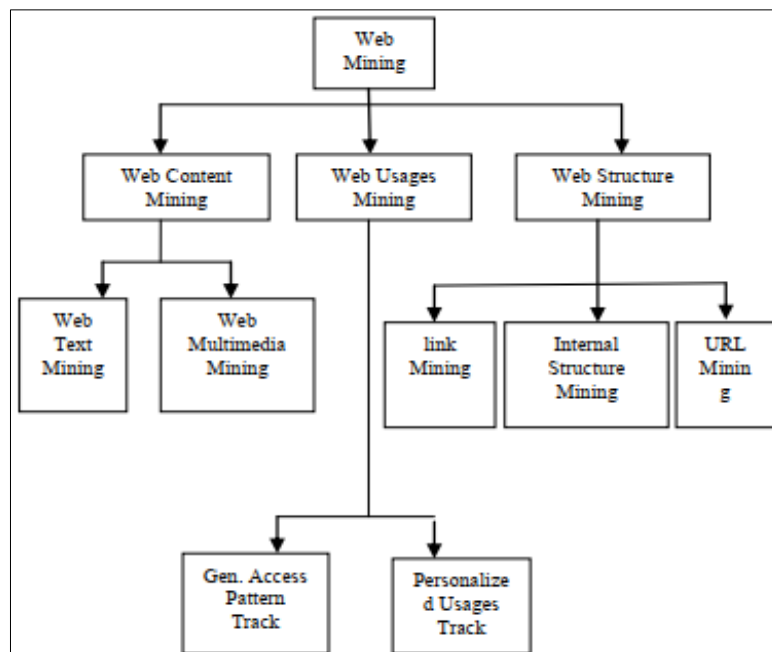 Web
Mining
Web Content
Mining
Web Usages
Mining
Web Structure
Mining
Web
Text
Mining
Web
Multimedia
Mining
link
Mining
Internal
Structure
Mining
URL
Minin
g
Gen. Access
Pattern
Track
Personalize
d Usages
Track